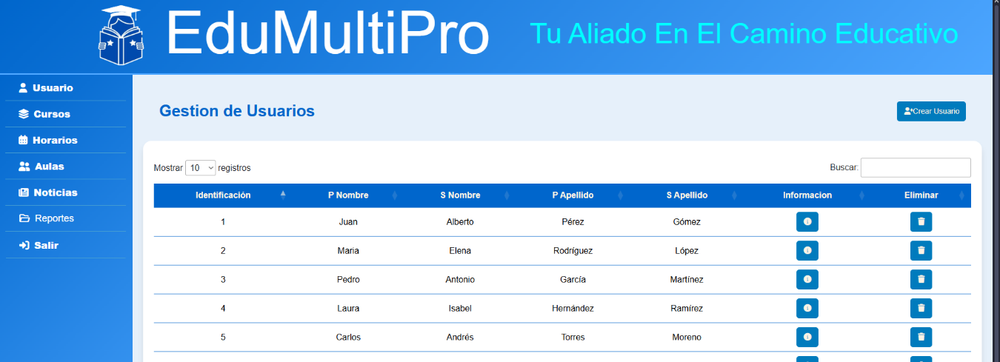 EduMultiPro
Tu Aliado En El Camino Educativo
Usuario
Cursos
Horarios
Aulas
Noticias
Reportes
Salir
Gestion de Usuarios
Crear Usuario
Mostrar 10 registros
Buscar:
Identificación P Nombre S Nombre P Apellido S Apellido Informacion Eliminar
1 Juan Alberto Pérez Gómez
2 Maria Elena Rodríguez López
3 Pedro Antonio García Martínez
4 Laura Isabel Hernández Ramírez
5 Carlos Andrés Torres Moreno